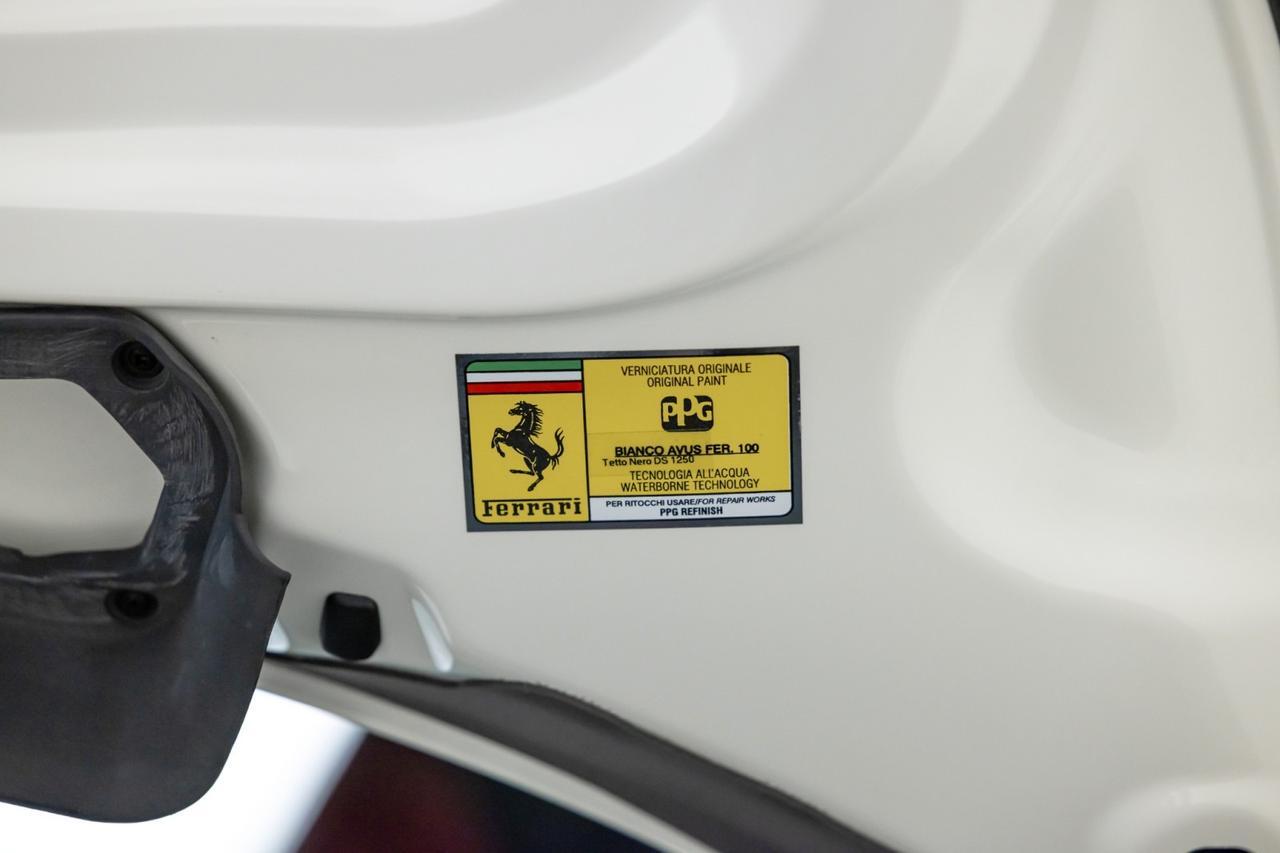 Ferrari
VERNICIATURA ORIGINALE
ORIGINAL PAINT
PPG
BIANCO AVUS FER. 100
Tetto Nero DS 1250
TECNOLOGIA ALL'ACQUA
WATERBORNE TECHNOLOGY
PER RITOCCHI USARE/FOR REPAIR WORKS
PPG REFINISH